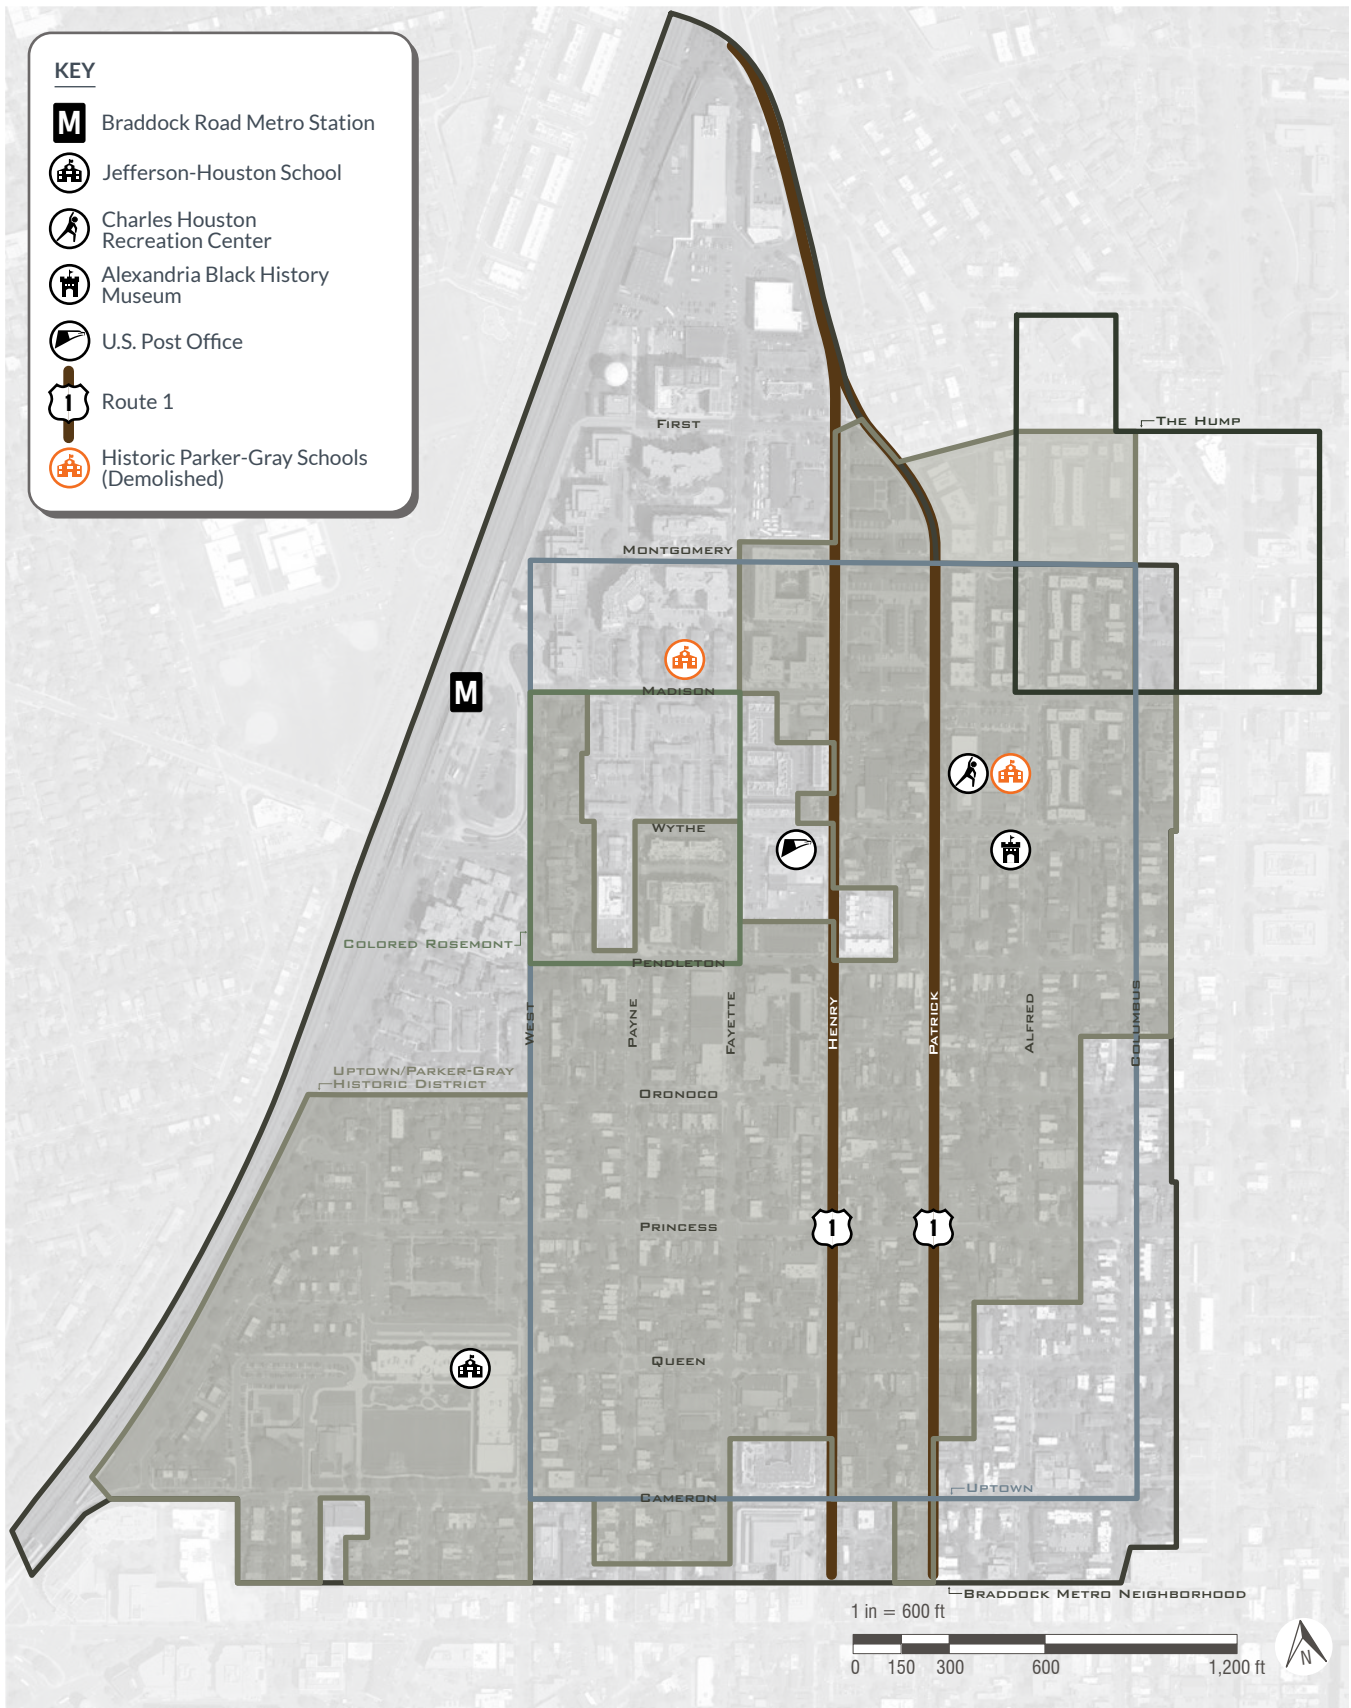 KEY
M
Braddock Road Metro Station
Jefferson-Houston School
Charles Houston
Recreation Center
Alexandria Black History
Museum
U.S. Post Office
1
Route 1
Historic Parker-Gray Schools
(Demolished)
FIRST
THE HUMP
MONTGOMERY
M
MADISON
WYTHE
COLORED ROSEMONT
PENDLETON
WEST
PAYNE
FAYETTE
HENRY
PATRICK
ALFRED
COLUMBUS
UPTOWN/PARKER-GRAY
HISTORIC DISTRICT
ORONOCO
PRINCESS
1
1
QUEEN
CAMERON
UPTOWN
BRADDOCK METRO NEIGHBORHOOD
1 in = 600 ft
0 150 300 600 1,200 ft
N